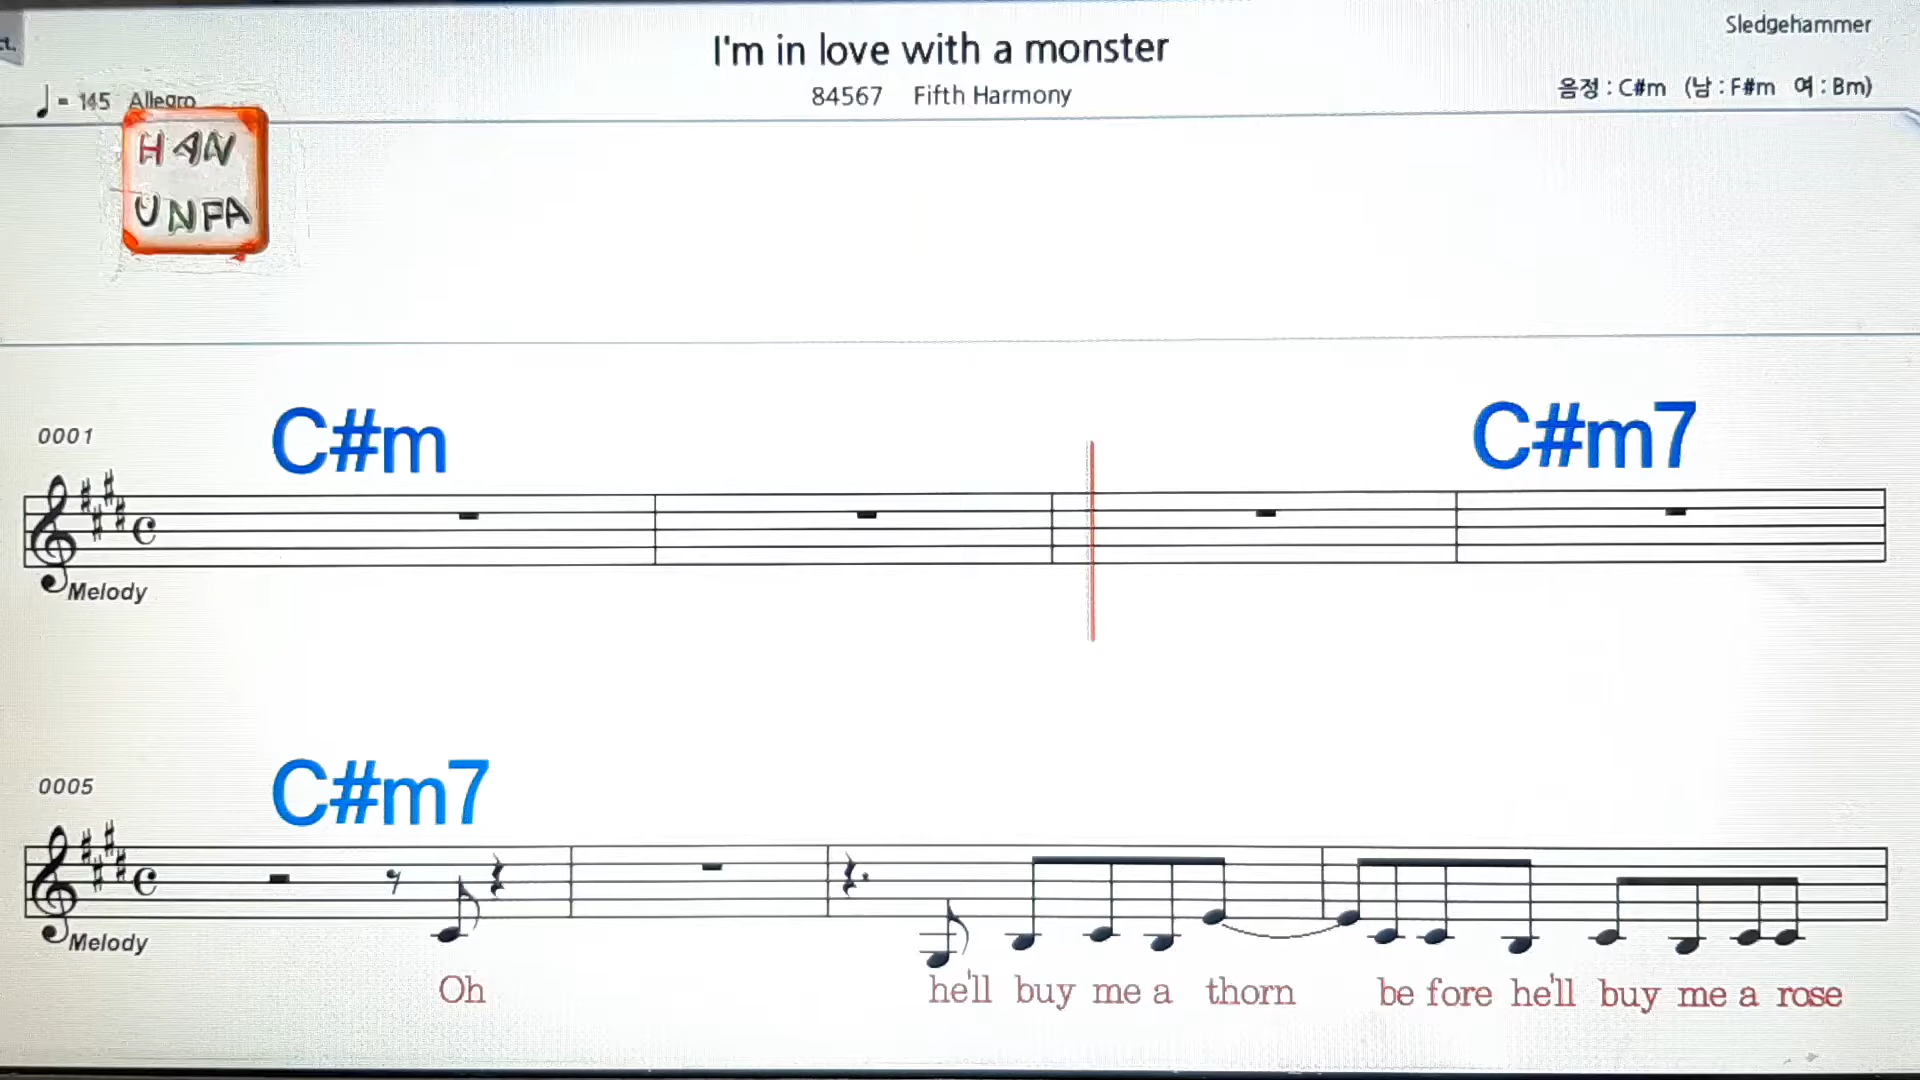 t.
I'm in love with a monster
Sledgehammer
= 145 Allegro
84567 Fifth Harmony
음정 : C#m (남 : F#m 여 : Bm)
HAN
UNPA
0001
C#m
C#m7
Melody
0005
C#m7
Melody
Oh he'll buy me a thorn be fore he'll buy me a rose